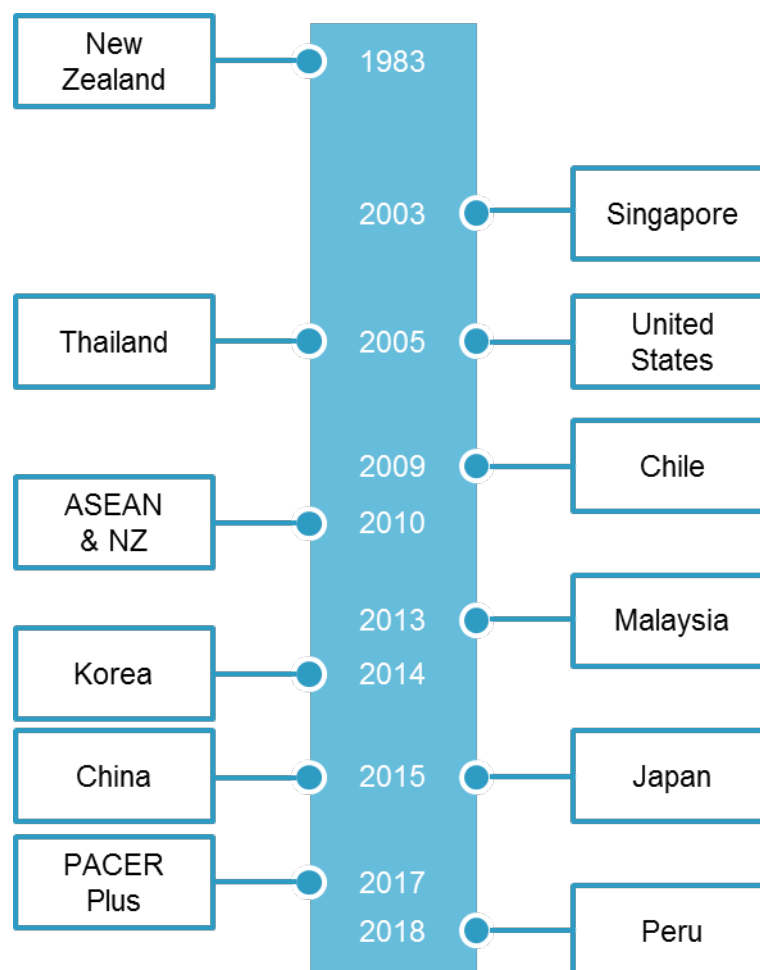 New
Zealand
1983
2003
Singapore
Thailand
2005
United
States
2009
Chile
ASEAN
& NZ
2010
2013
Malaysia
Korea
2014
China
2015
Japan
PACER
Plus
2017
2018
Peru